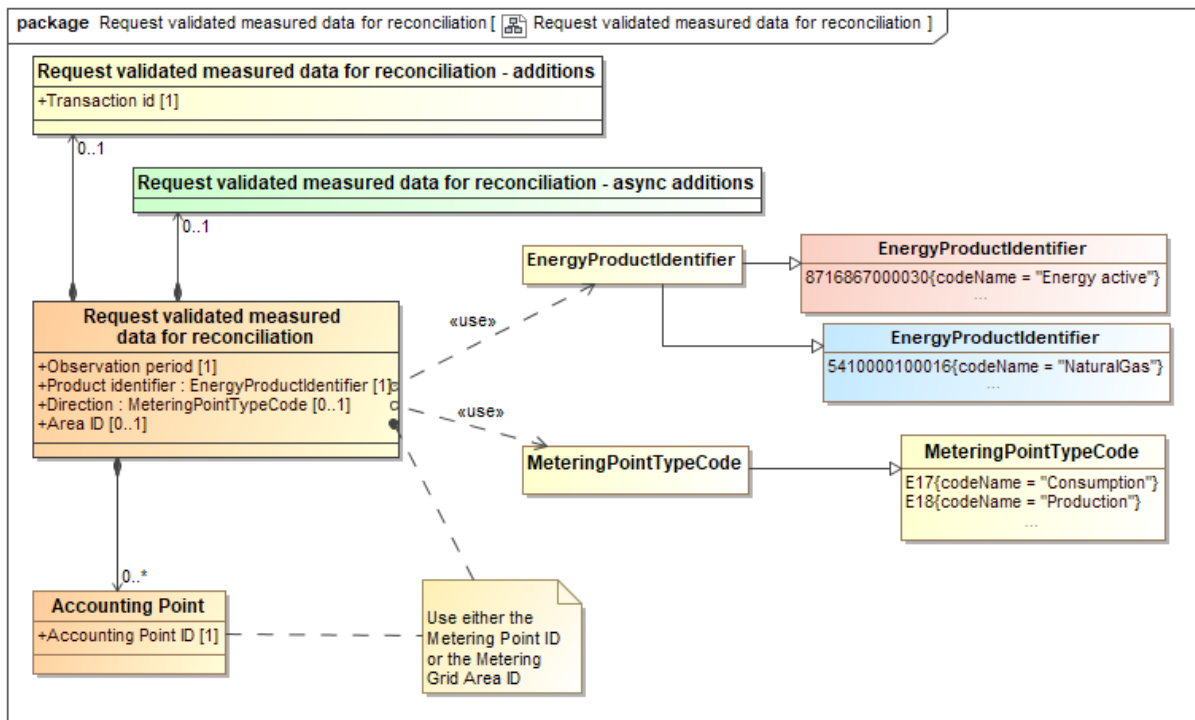 package Request validated measured data for reconciliation [ Request validated measured data for reconciliation ]
Request validated measured data for reconciliation - additions
+Transaction id [1]
0..1
Request validated measured data for reconciliation - async additions
0..1
Request validated measured
data for reconciliation
+Observation period [1]
+Product identifier : EnergyProductIdentifier [1]
+Direction : MeteringPointTypeCode [0..1]
+Area ID [0..1]
«use»
«use»
EnergyProductIdentifier
EnergyProductIdentifier
8716867000030{codeName = "Energy active"}
...
EnergyProductIdentifier
5410000100016{codeName = "NaturalGas"}
...
MeteringPointTypeCode
MeteringPointTypeCode
E17{codeName = "Consumption"}
E18{codeName = "Production"}
...
0..*
Accounting Point
+Accounting Point ID [1]
Use either the
Metering Point ID
or the Metering
Grid Area ID